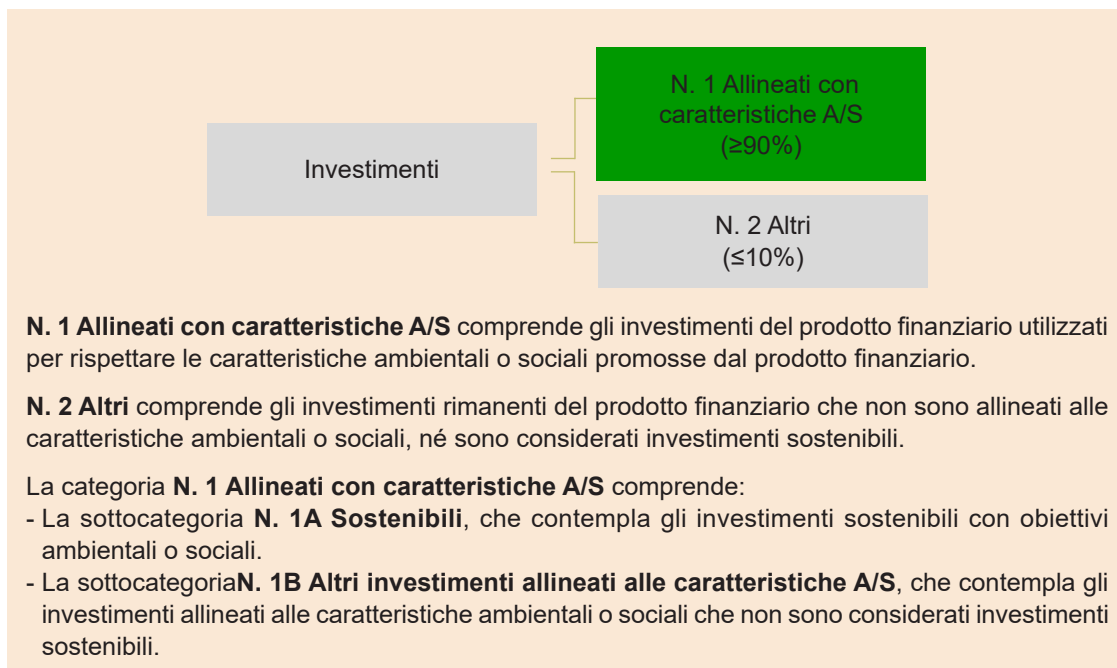 N. 1 Allineati con
caratteristiche A/S
(≥90%)
Investimenti
N. 2 Altri
(≤10%)
N. 1 Allineati con caratteristiche A/S comprende gli investimenti del prodotto finanziario utilizzati
per rispettare le caratteristiche ambientali o sociali promosse dal prodotto finanziario.
N. 2 Altri comprende gli investimenti rimanenti del prodotto finanziario che non sono allineati alle
caratteristiche ambientali o sociali, né sono considerati investimenti sostenibili.
La categoria N. 1 Allineati con caratteristiche A/S comprende:
- La sottocategoria N. 1A Sostenibili, che contempla gli investimenti sostenibili con obiettivi
ambientali o sociali.
- La sottocategoriaN. 1B Altri investimenti allineati alle caratteristiche A/S, che contempla gli
investimenti allineati alle caratteristiche ambientali o sociali che non sono considerati investimenti
sostenibili.